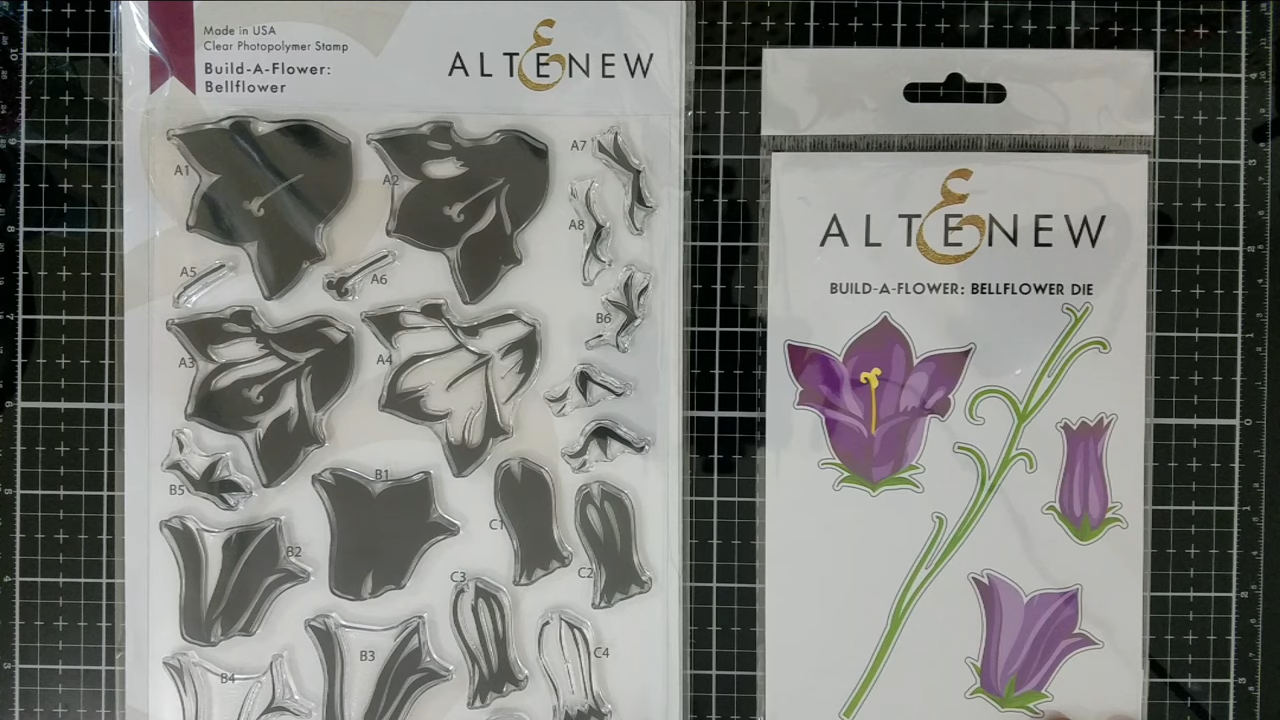 Made in USA
Clear Photopolymer Stamp
Build-A-Flower:
Bellflower
ALTENEW
A1
A2
A7
A8
A5
A6
B6
A3
A4
B5
B1
B2
C1
C2
C3
B3
C4
B4
ALTENEW
BUILD-A-FLOWER: BELLFLOWER DIE